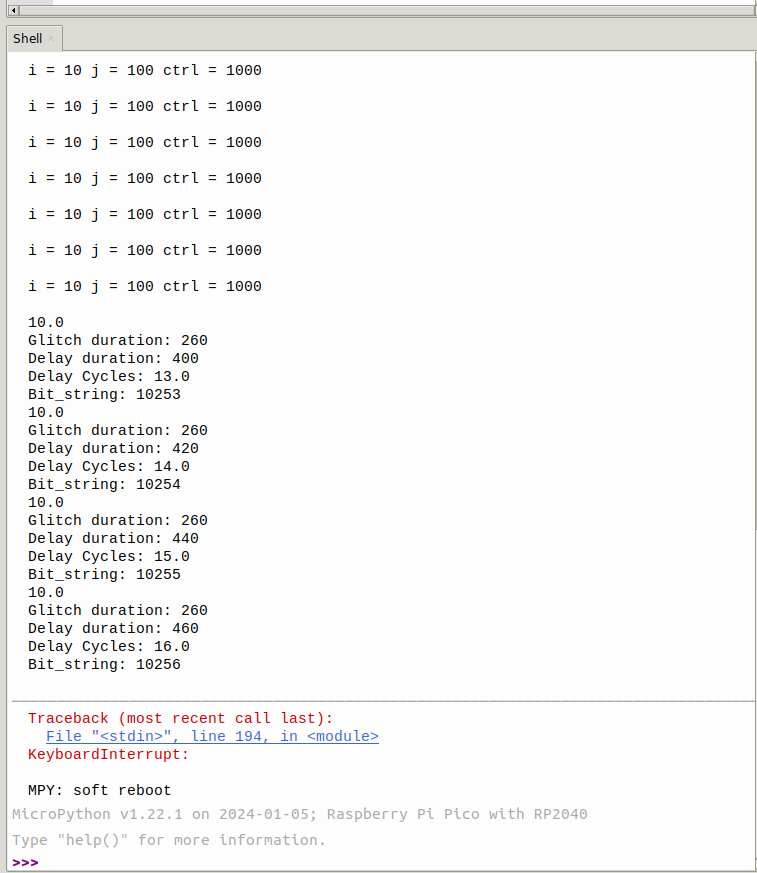 Shell
i = 10 j = 100 ctrl = 1000
i = 10 j = 100 ctrl = 1000
i = 10 j = 100 ctrl = 1000
i = 10 j = 100 ctrl = 1000
i = 10 j = 100 ctrl = 1000
i = 10 j = 100 ctrl = 1000
i = 10 j = 100 ctrl = 1000
10.0
Glitch duration: 260
Delay duration: 400
Delay Cycles: 13.0
Bit_string: 10253
10.0
Glitch duration: 260
Delay duration: 420
Delay Cycles: 14.0
Bit_string: 10254
10.0
Glitch duration: 260
Delay duration: 440
Delay Cycles: 15.0
Bit_string: 10255
10.0
Glitch duration: 260
Delay duration: 460
Delay Cycles: 16.0
Bit_string: 10256
Traceback (most recent call last):
  File "<stdin>", line 194, in <module>
KeyboardInterrupt:
MPY: soft reboot
MicroPython v1.22.1 on 2024-01-05; Raspberry Pi Pico with RP2040
Type "help()" for more information.
>>>